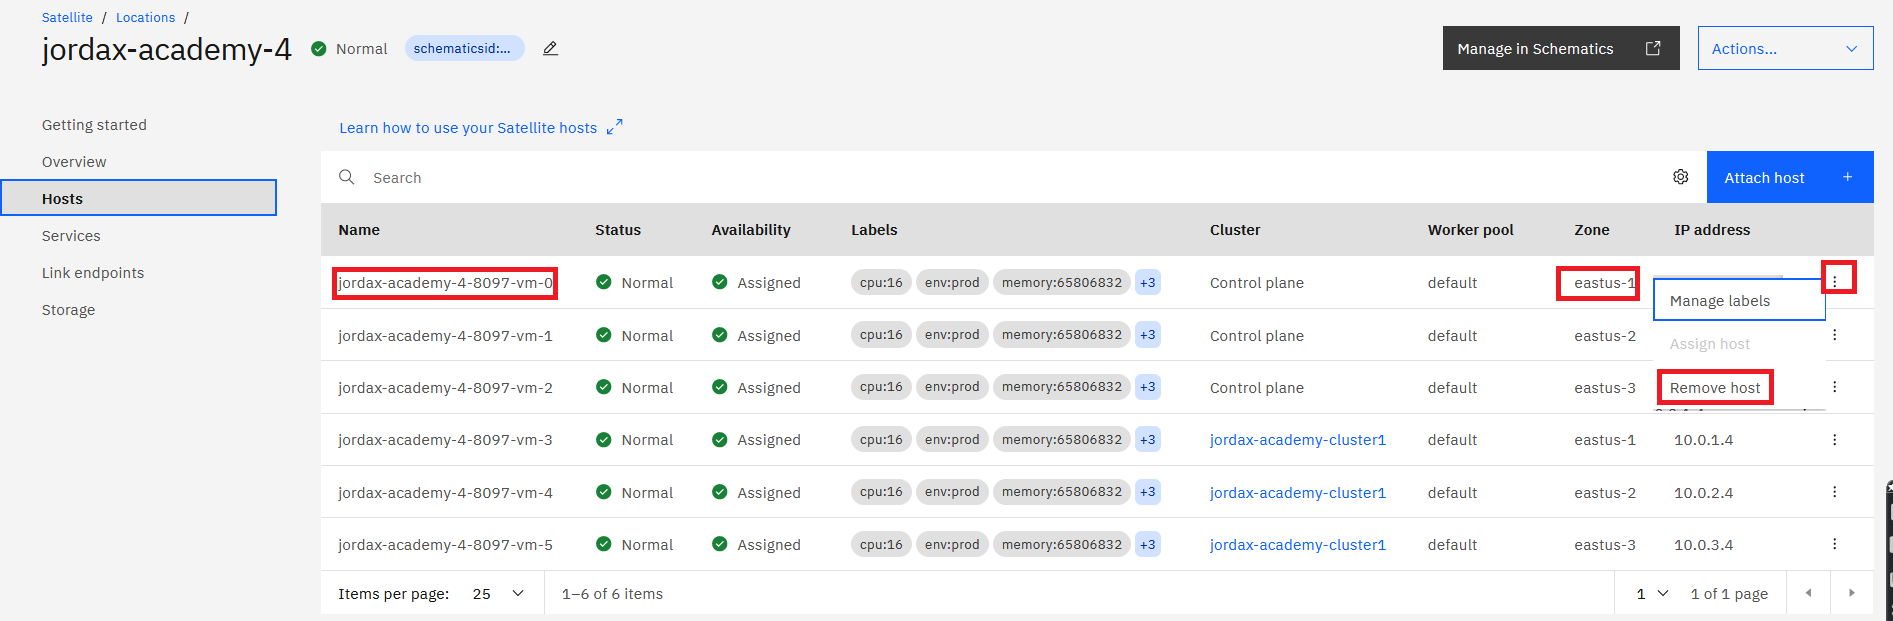 Satellite / Locations /
jordax-academy-4 Normal schematicsid:...
Manage in Schematics Actions...
Getting started
Overview
Hosts
Services
Link endpoints
Storage
Learn how to use your Satellite hosts
Search Attach host +
Name Status Availability Labels Cluster Worker pool Zone IP address
jordax-academy-4-8097-vm-0 Normal Assigned cpu:16 env:prod memory:65806832 +3 Control plane default eastus-1
Manage labels
jordax-academy-4-8097-vm-1 Normal Assigned cpu:16 env:prod memory:65806832 +3 Control plane default eastus-2
Assign host
jordax-academy-4-8097-vm-2 Normal Assigned cpu:16 env:prod memory:65806832 +3 Control plane default eastus-3
Remove host
jordax-academy-4-8097-vm-3 Normal Assigned cpu:16 env:prod memory:65806832 +3 jordax-academy-cluster1 default eastus-1 10.0.1.4
jordax-academy-4-8097-vm-4 Normal Assigned cpu:16 env:prod memory:65806832 +3 jordax-academy-cluster1 default eastus-2 10.0.2.4
jordax-academy-4-8097-vm-5 Normal Assigned cpu:16 env:prod memory:65806832 +3 jordax-academy-cluster1 default eastus-3 10.0.3.4
Items per page: 25 1–6 of 6 items 1 1 of 1 page